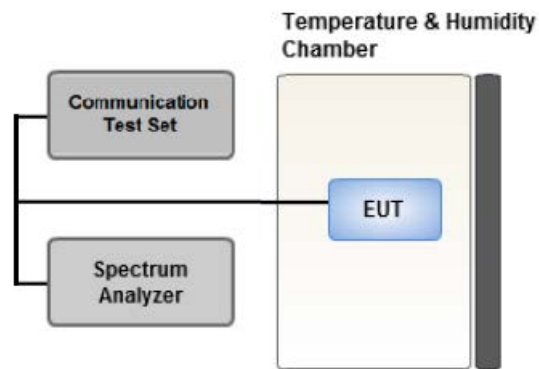 Temperature & Humidity
Chamber
Communication
Test Set
EUT
Spectrum
Analyzer